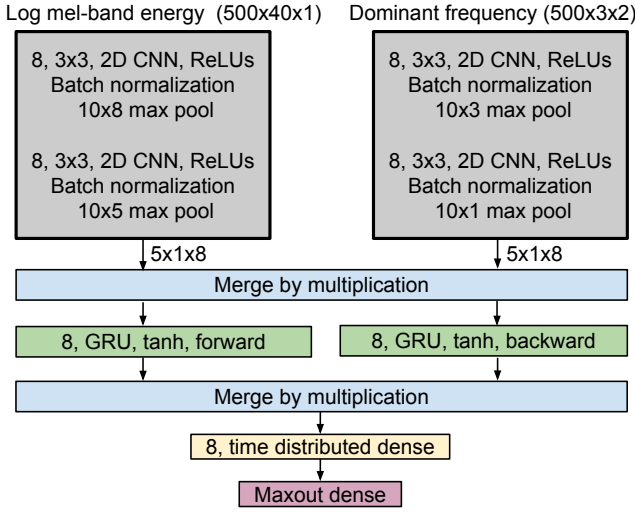 Log mel-band energy (500x40x1)
Dominant frequency (500x3x2)
8, 3x3, 2D CNN, ReLUs
Batch normalization
10x8 max pool
8, 3x3, 2D CNN, ReLUs
Batch normalization
10x5 max pool
8, 3x3, 2D CNN, ReLUs
Batch normalization
10x3 max pool
8, 3x3, 2D CNN, ReLUs
Batch normalization
10x1 max pool
5x1x8
5x1x8
Merge by multiplication
8, GRU, tanh, forward
8, GRU, tanh, backward
Merge by multiplication
8, time distributed dense
Maxout dense